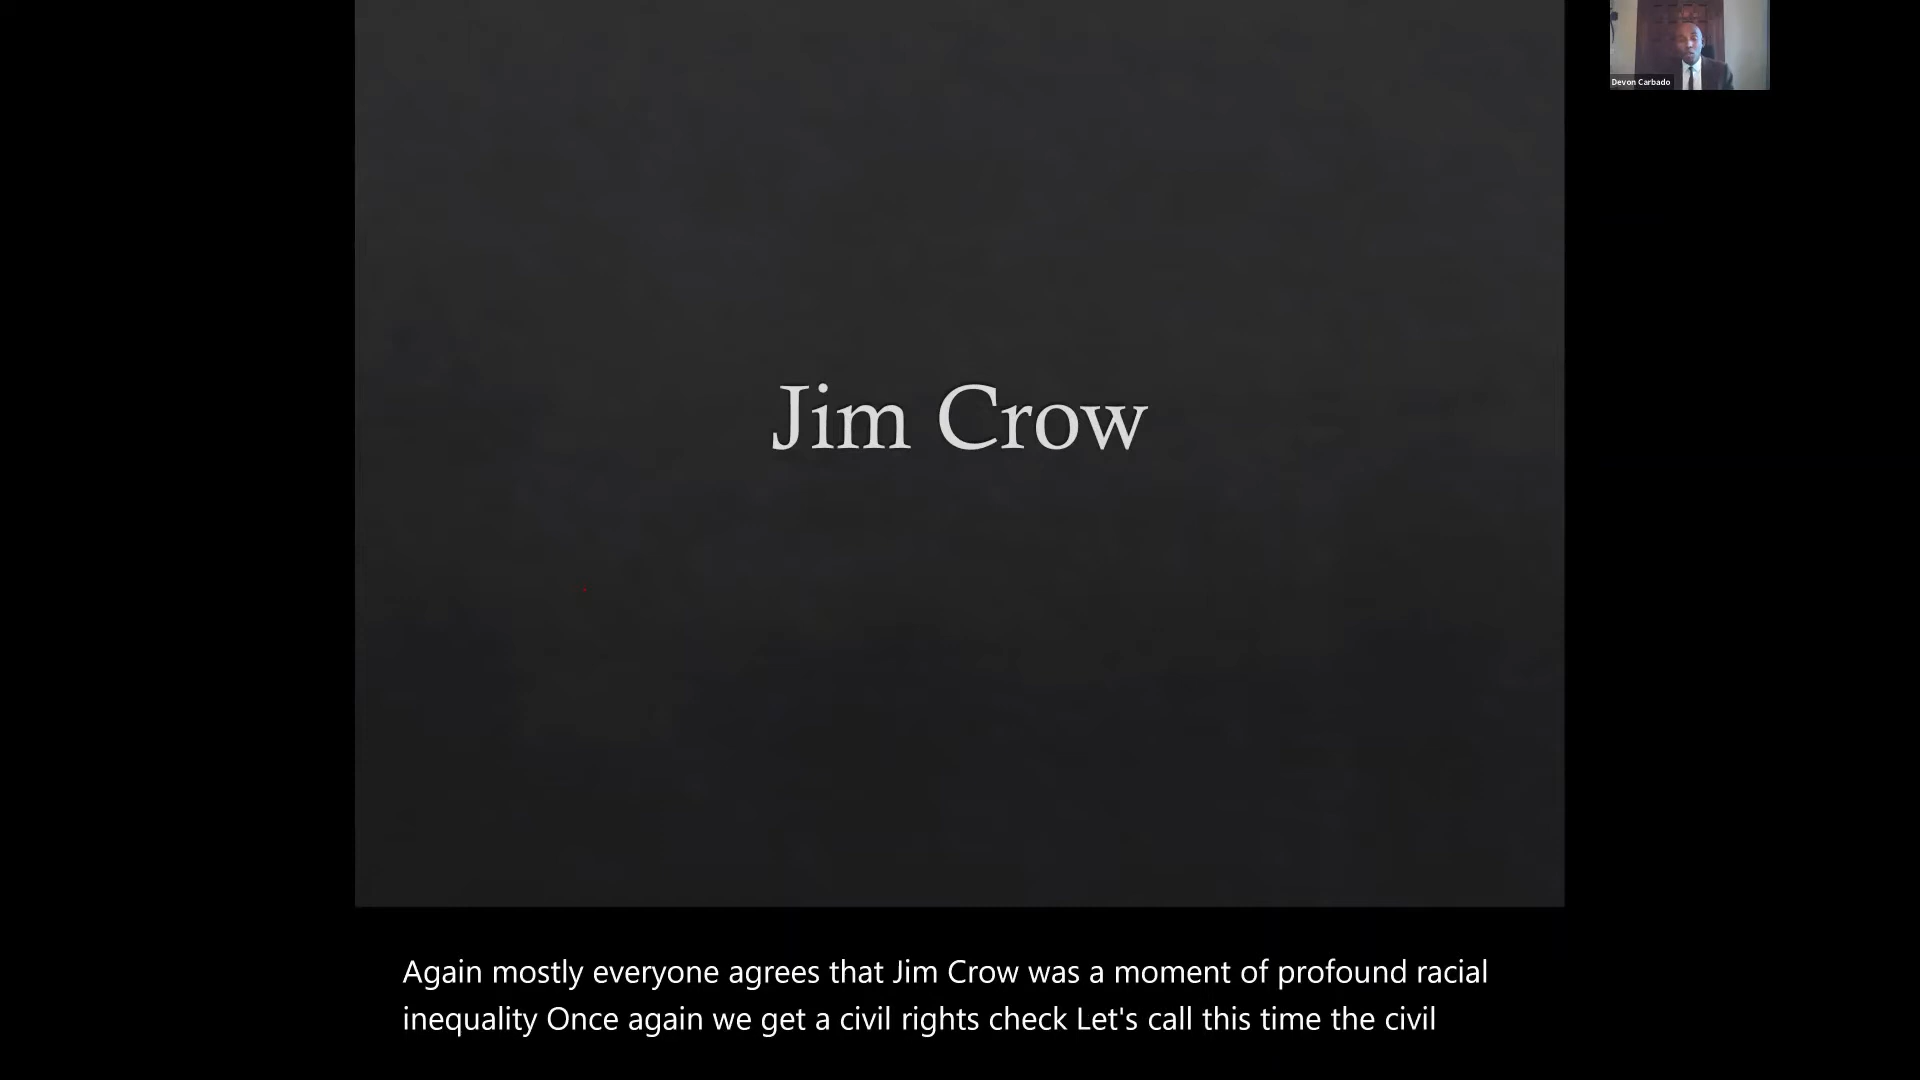 Devon Carbado
Jim Crow
Again mostly everyone agrees that Jim Crow was a moment of profound racial
inequality Once again we get a civil rights check Let's call this time the civil